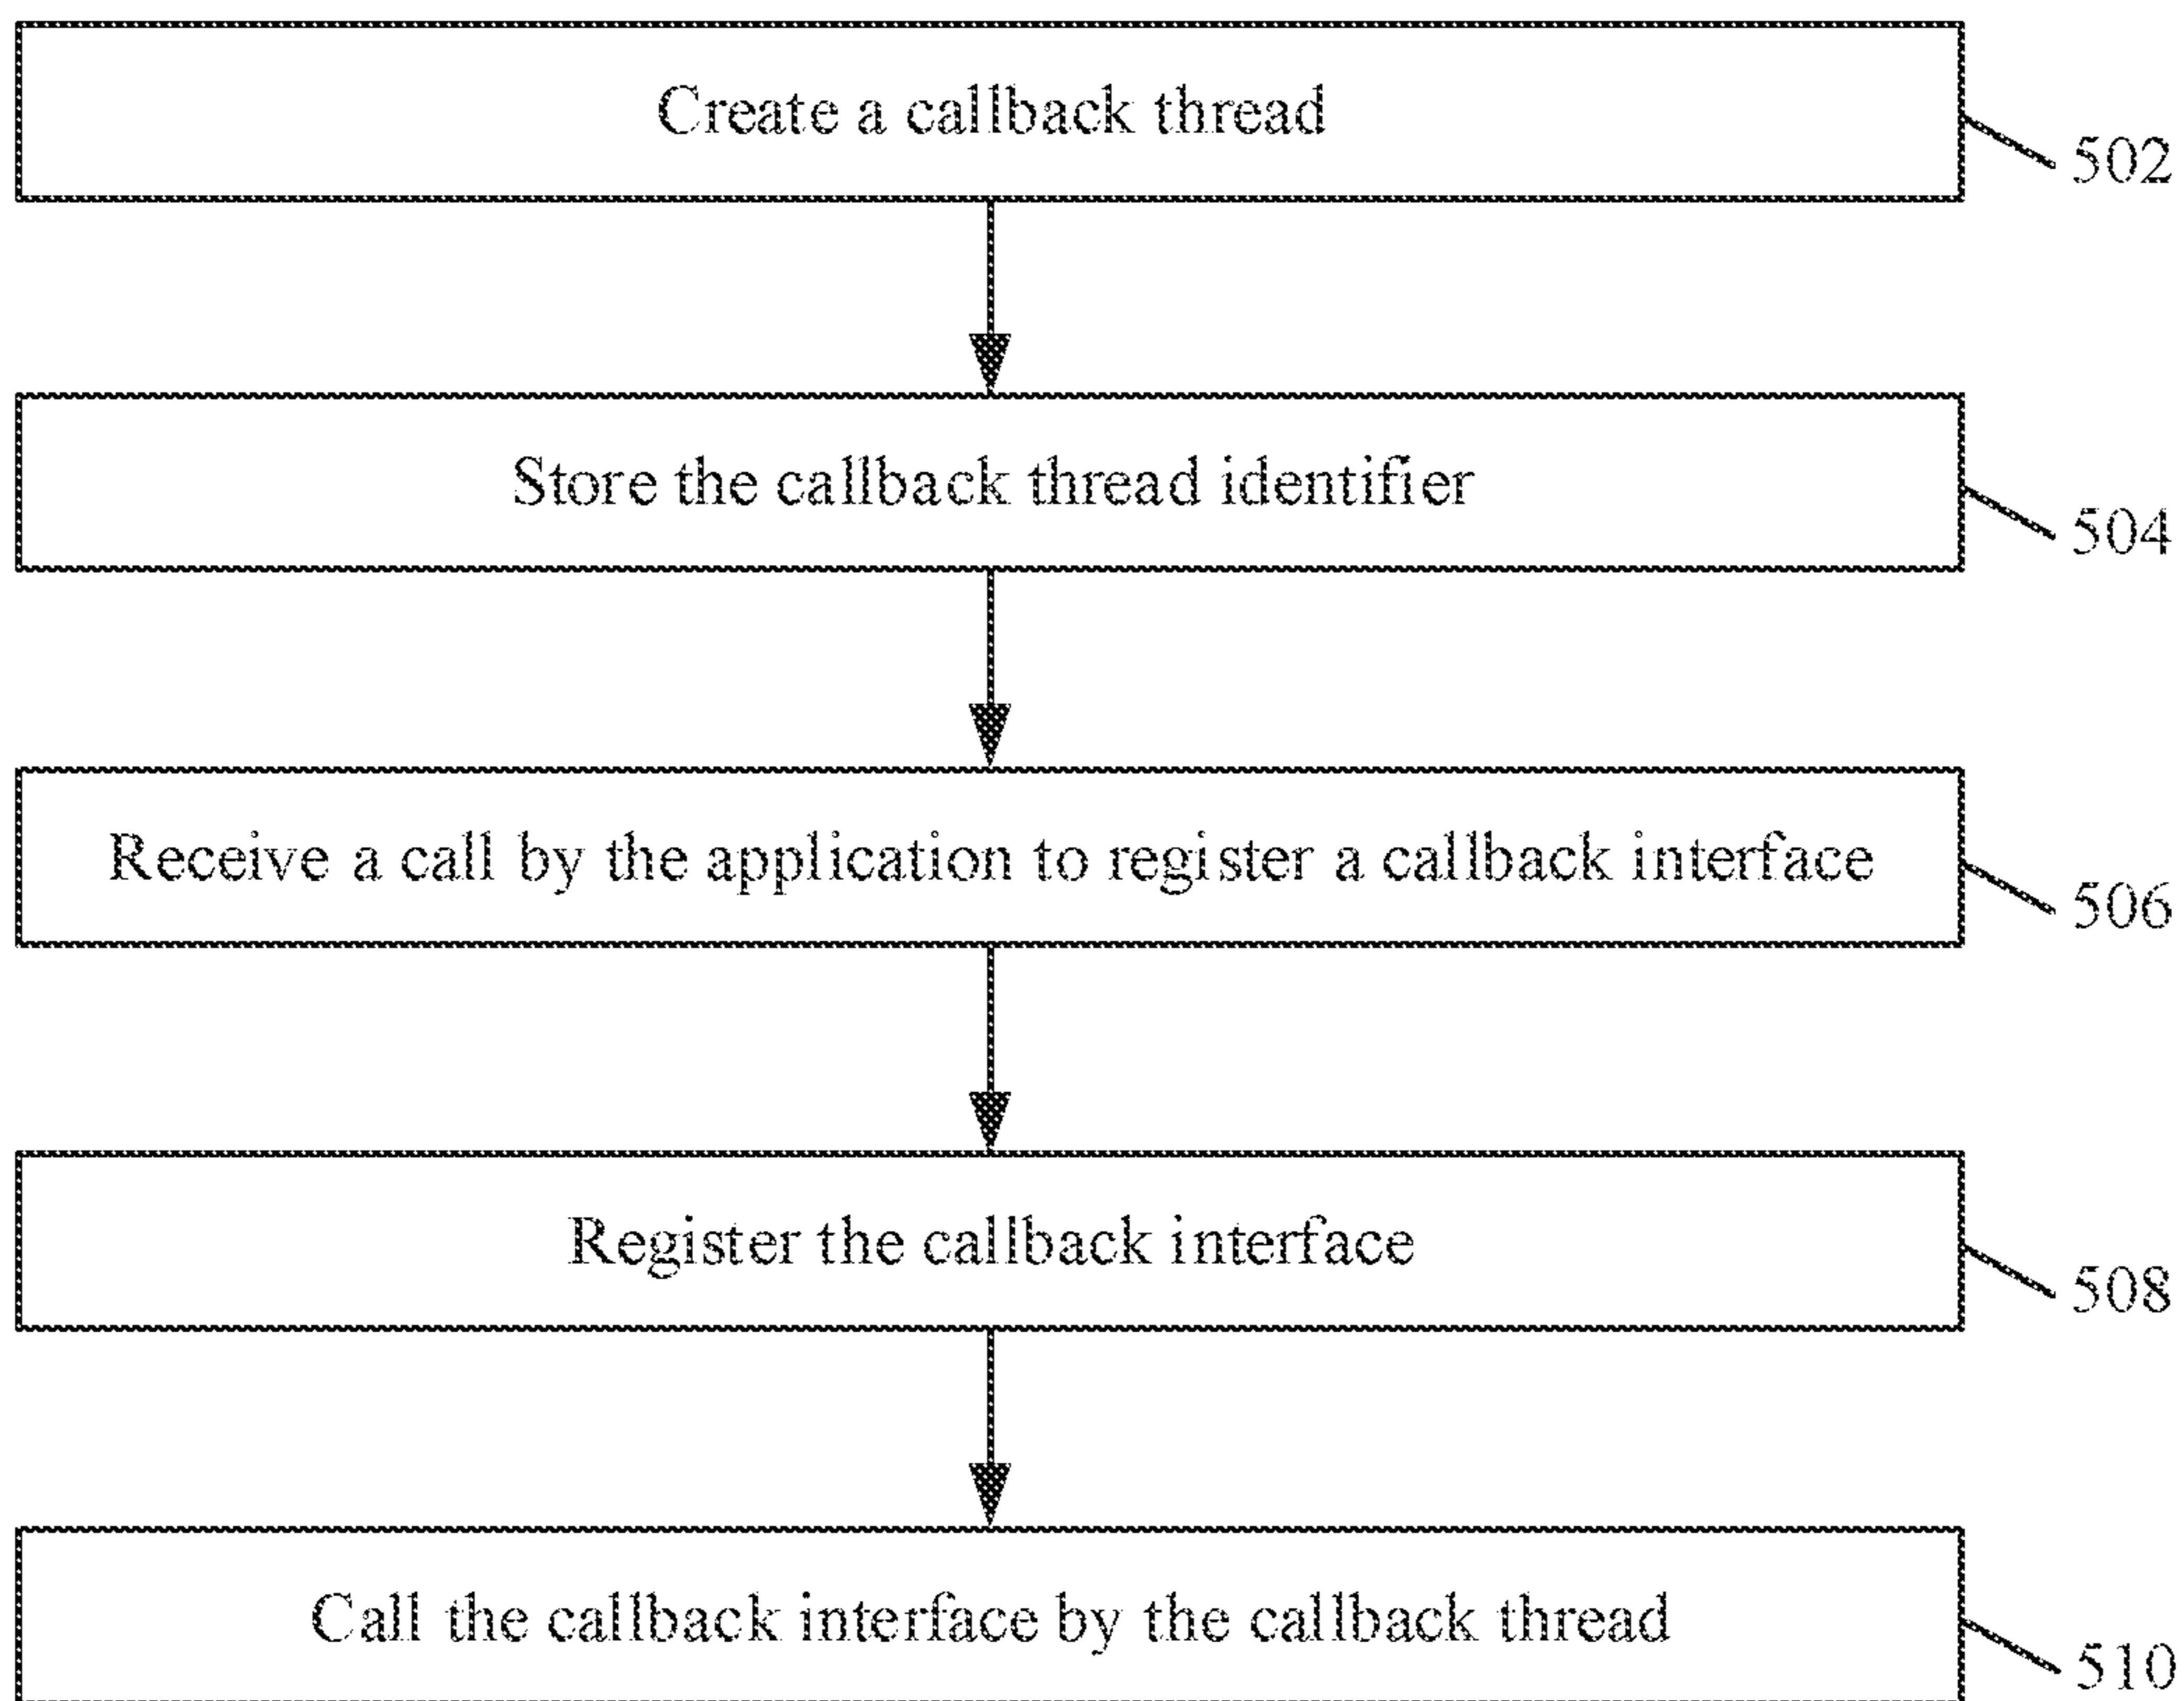 Create a callback thread
502
Store the callback thread identifier
504
Receive a call by the application to register a callback interface
506
Register the callback interface
508
Call the callback interface by the callback thread
510